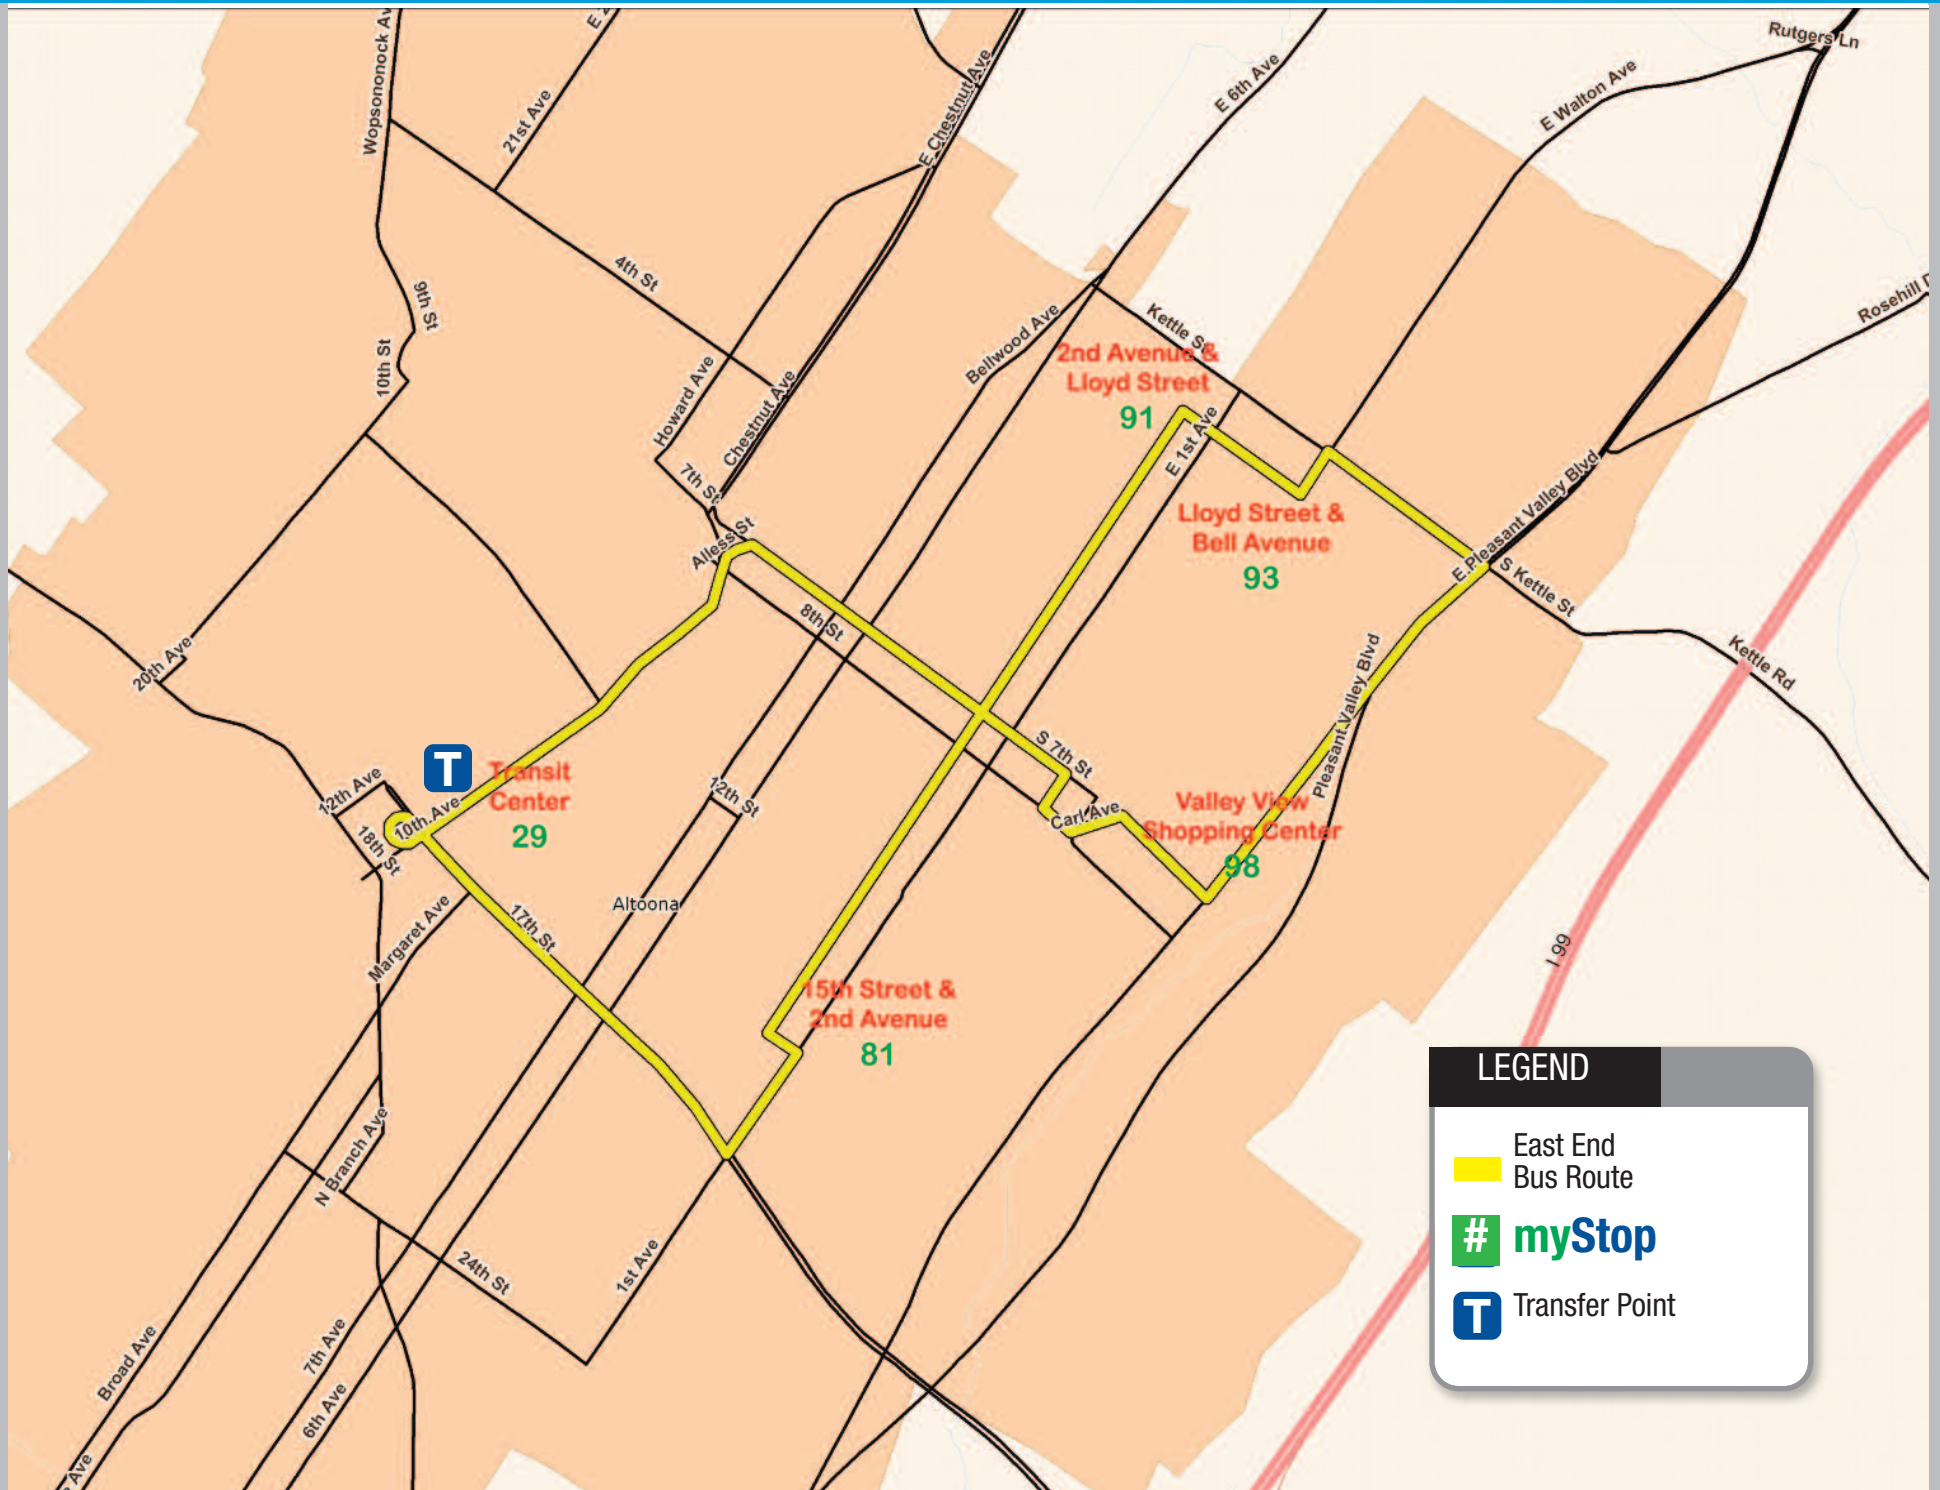 Wopsononock Av
E 2
21st Ave
E Chestnut Ave
E 6th Ave
E Walton Ave
Rutgers Ln
4th St
9th St
10th St
Howard Ave
Chestnut Ave
7th St
Alless St
Bellwood Ave
Kettle St
2nd Avenue &
Lloyd Street
91
E 1st Ave
Lloyd Street &
Bell Avenue
93
Rosehill D
E Pleasant Valley Blvd
S Kettle St
Kettle Rd
Pleasant Valley Blvd
8th St
20th Ave
S 7th St
Carl Ave
Valley View
Shopping Center
98
12th Ave
T
Transit
Center
29
10th Ave
18th St
12th St
Altoona
17th St
Margaret Ave
15th Street &
2nd Avenue
81
I 99
N Branch Ave
24th St
1st Ave
Broad Ave
7th Ave
6th Ave
Ave
LEGEND
East End
Bus Route
# myStop
T Transfer Point